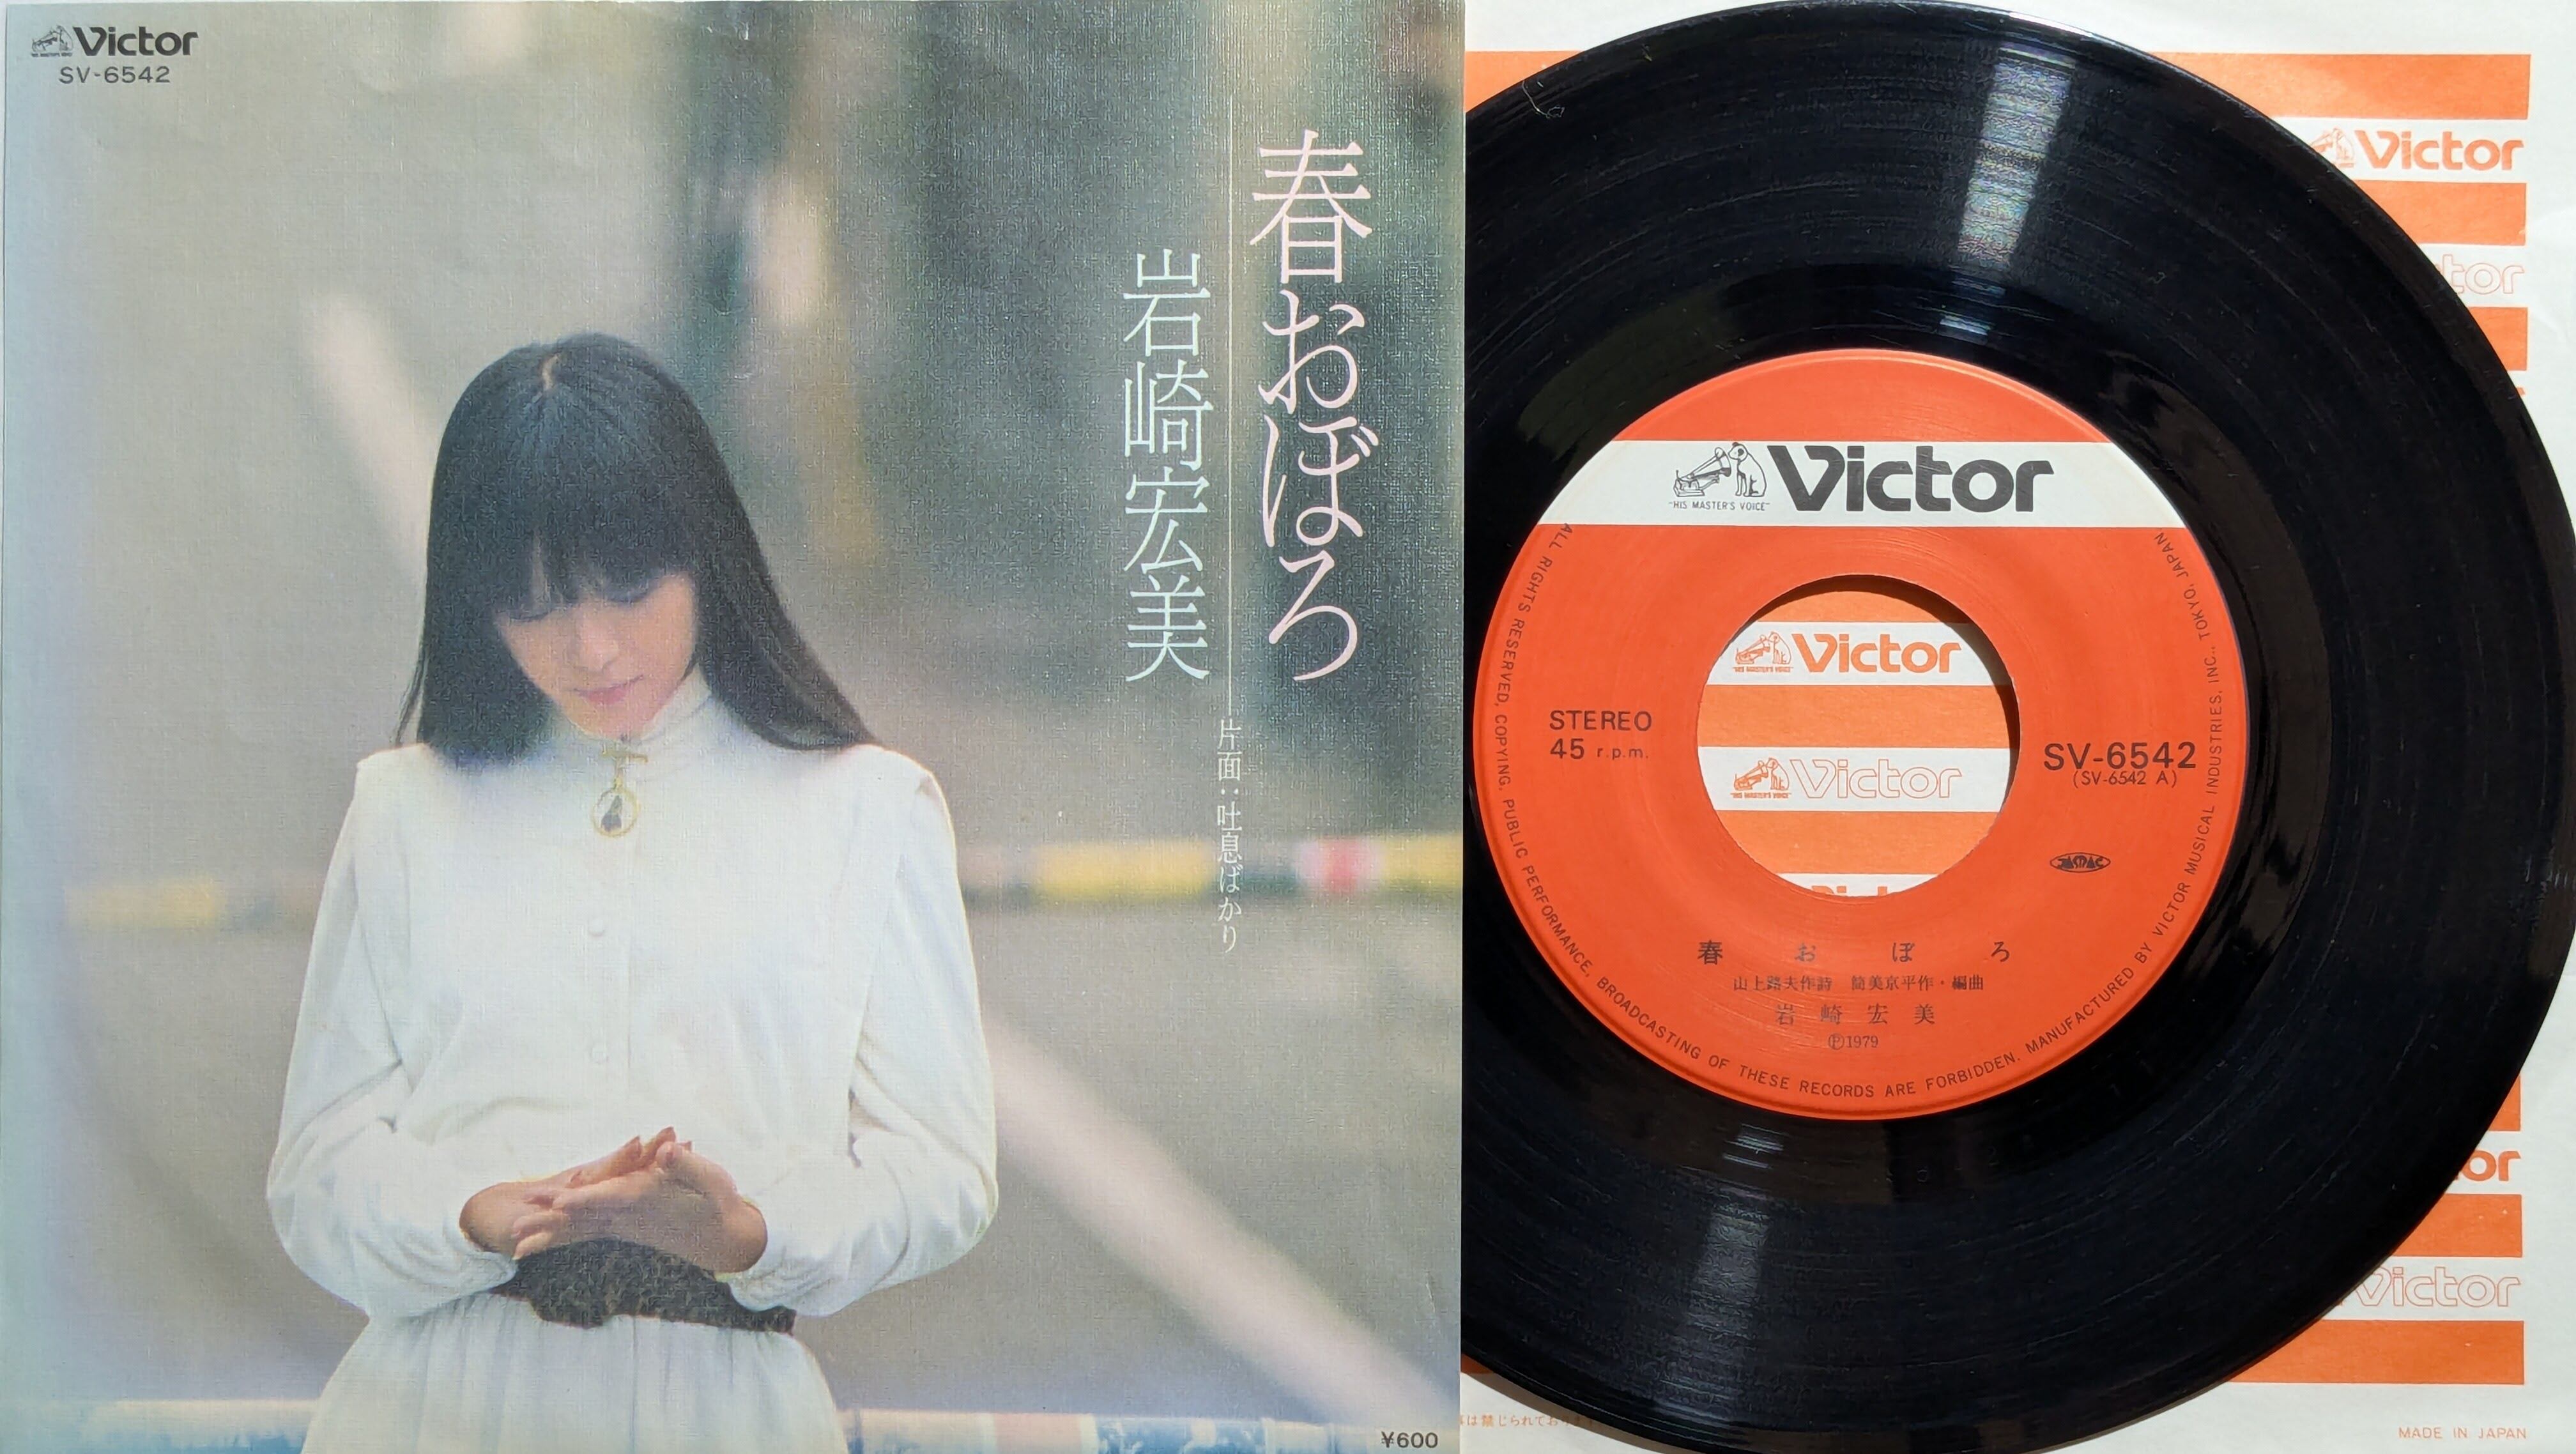 Victor
SV-6542
春おぼろ
岩崎宏美
片面：吐息ばかり
¥600
"HIS MASTER'S VOICE"
Victor
STEREO
45 r.p.m.
SV-6542
(SV-6542 A)
JASRAC
春おぼろ
山上路夫作詩 筒美京平作・編曲
岩崎宏美
Ⓟ1979
ALL RIGHTS RESERVED, COPYING, PUBLIC PERFORMANCE, BROADCASTING OF THESE RECORDS ARE FORBIDDEN. MANUFACTURED BY VICTOR MUSICAL INDUSTRIES, INC., TOKYO, JAPAN
Victor
Victor
Victor
tor
or
Victor
MADE IN JAPAN